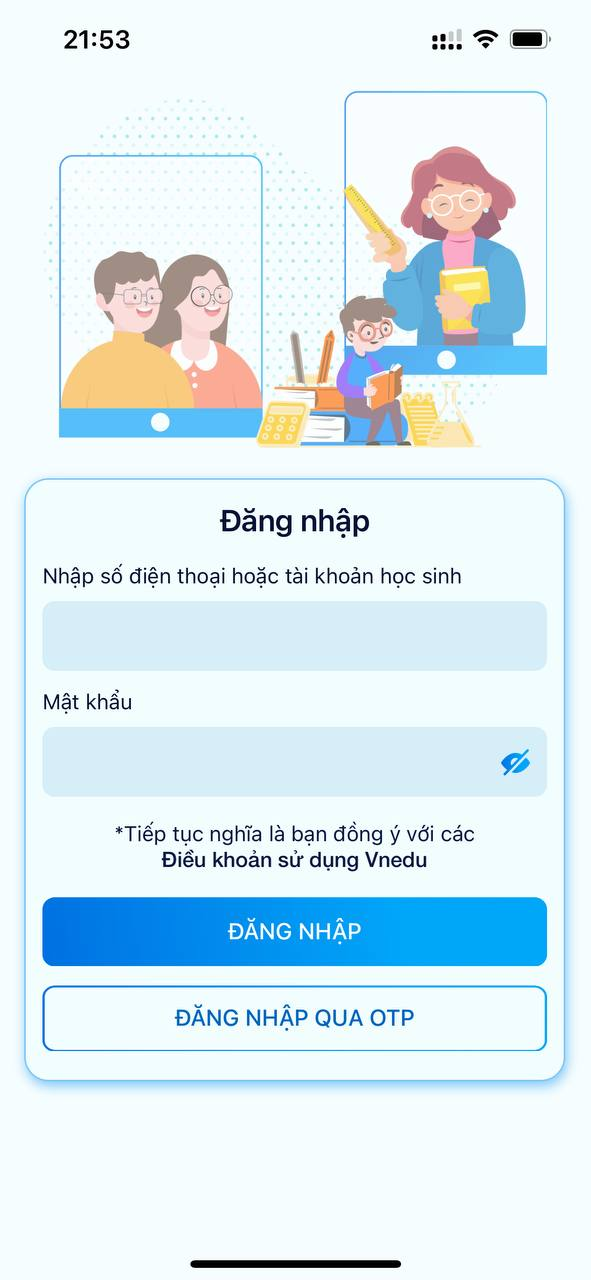 21:53
Đăng nhập
Nhập số điện thoại hoặc tài khoản học sinh
Mật khẩu
*Tiếp tục nghĩa là bạn đồng ý với các
Điều khoản sử dụng Vnedu
ĐĂNG NHẬP
ĐĂNG NHẬP QUA OTP